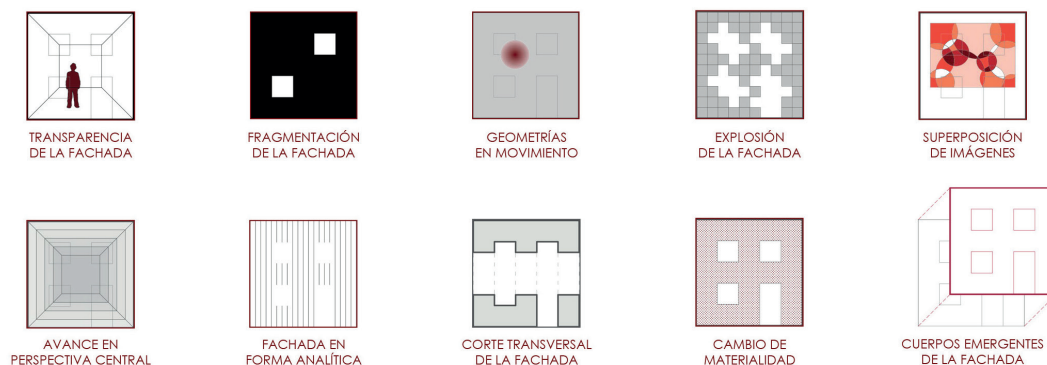 TRANSPARENCIA
DE LA FACHADA
FRAGMENTACIÓN
DE LA FACHADA
GEOMETRÍAS
EN MOVIMIENTO
EXPLOSIÓN
DE LA FACHADA
SUPERPOSICIÓN
DE IMÁGENES
AVANCE EN
PERSPECTIVA CENTRAL
FACHADA EN
FORMA ANALÍTICA
CORTE TRANSVERSAL
DE LA FACHADA
CAMBIO DE
MATERIALIDAD
CUERPOS EMERGENTES
DE LA FACHADA